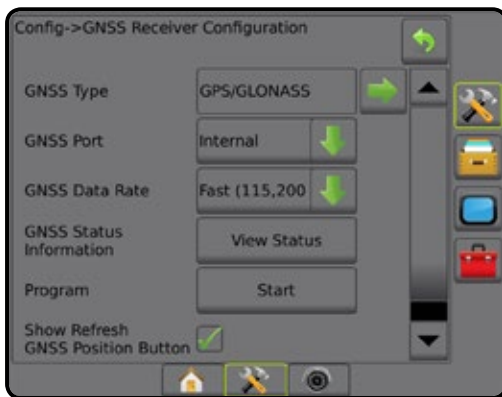 Config->GNSS Receiver Configuration
GNSS Type
GPS/GLONASS
GNSS Port
Internal
GNSS Data Rate
Fast (115,200
GNSS Status
Information
View Status
Program
Start
Show Refresh
GNSS Position Button